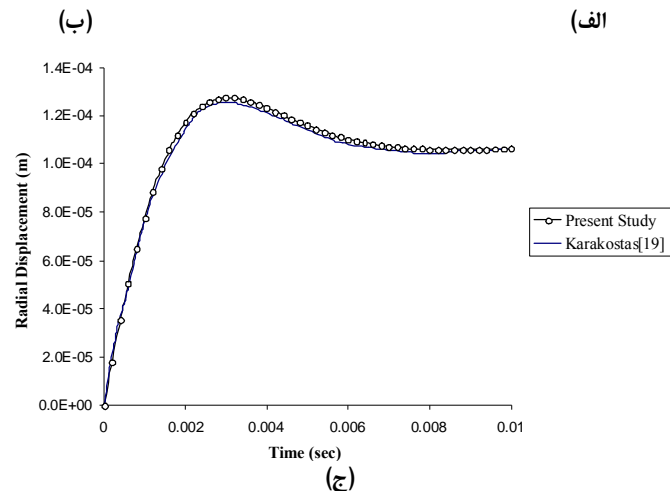 الف) (ب)
1.4E-04
1.2E-04
1.0E-04
8.0E-05
6.0E-05
4.0E-05
2.0E-05
0.0E+00
Radial Displacement (m)
0 0.002 0.004 0.006 0.008 0.01
Time (sec)
Present Study
Karakostas[19]
(ج)